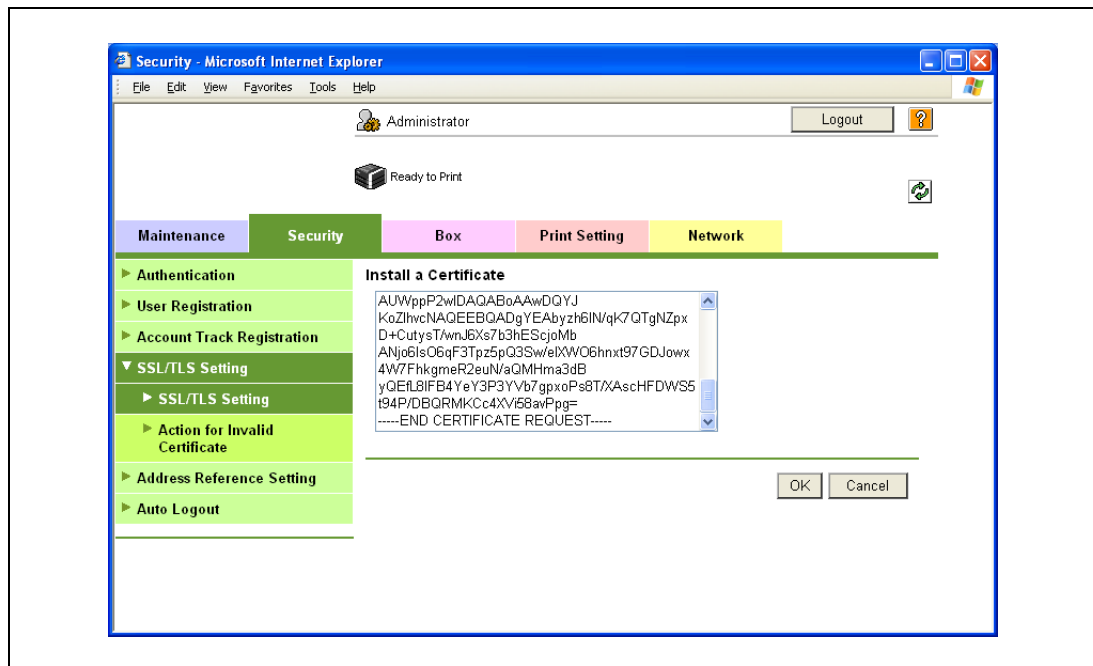 Security - Microsoft Internet Explorer
File Edit View Favorites Tools Help
Administrator
Logout
?
Ready to Print
Maintenance Security Box Print Setting Network
Authentication
User Registration
Account Track Registration
SSL/TLS Setting
SSL/TLS Setting
Action for Invalid
Certificate
Address Reference Setting
Auto Logout
Install a Certificate
AUWppP2wIDAQABoAAwDQYJ
KoZIhvcNAQEEBQADgYEAbyzh6IN/qK7QTgNZpx
D+CutysT/wnJ6Xs7b3hEScjoMb
ANjo6IsO6qF3Tpz5pQ3Sw/elXWO6hnxt97GDJowx
4W7FhkgmeR2euN/aQMHma3dB
yQEfL8IFB4YeY3P3YVb7gpxoPs8T/XAscHFDWS5
t94P/DBQRMKCc4XVi58avPpg=
-----END CERTIFICATE REQUEST-----
OK Cancel